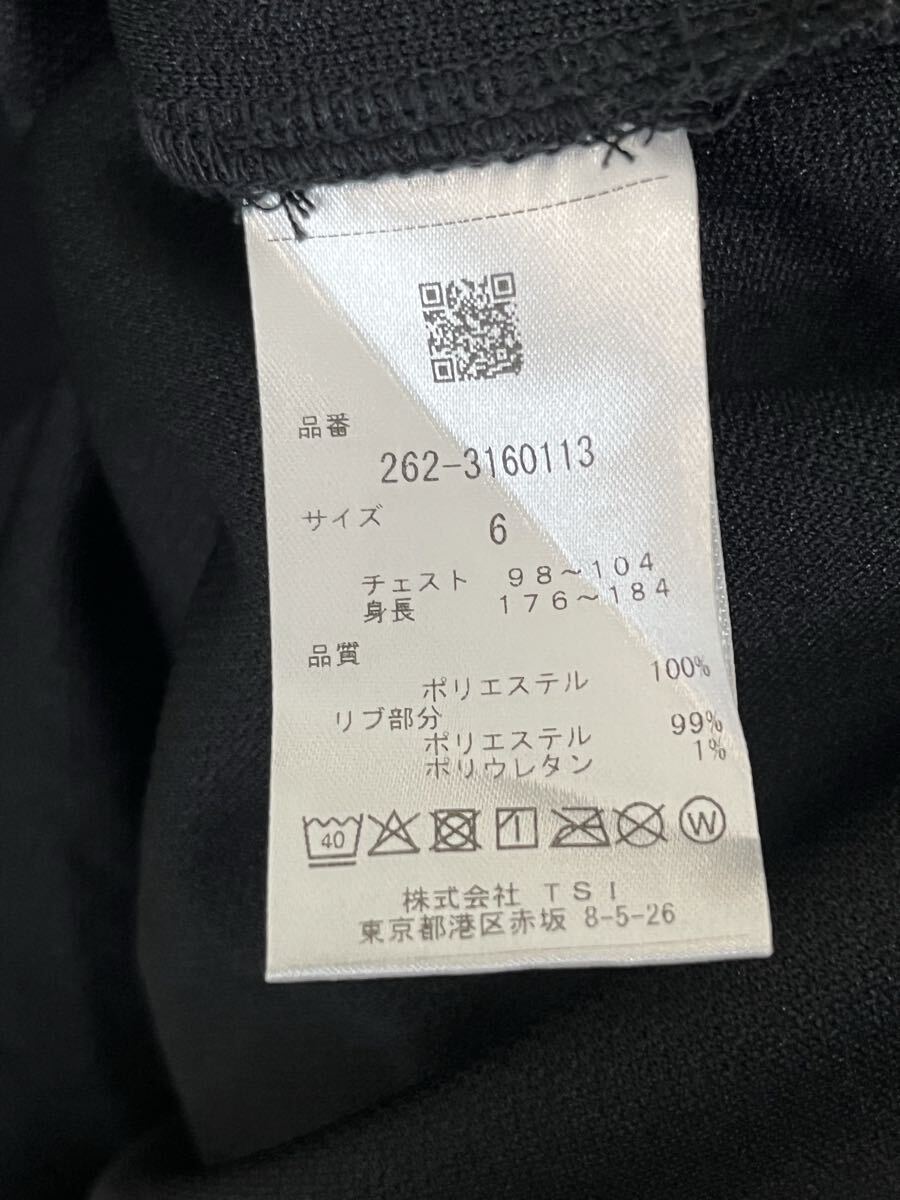 品番
262-3160113
サイズ 6
チェスト 98～104
身長 176～184
品質
ポリエステル 100%
リブ部分
ポリエステル 99%
ポリウレタン 1%
40 W
株式会社 TSI
東京都港区赤坂 8-5-26